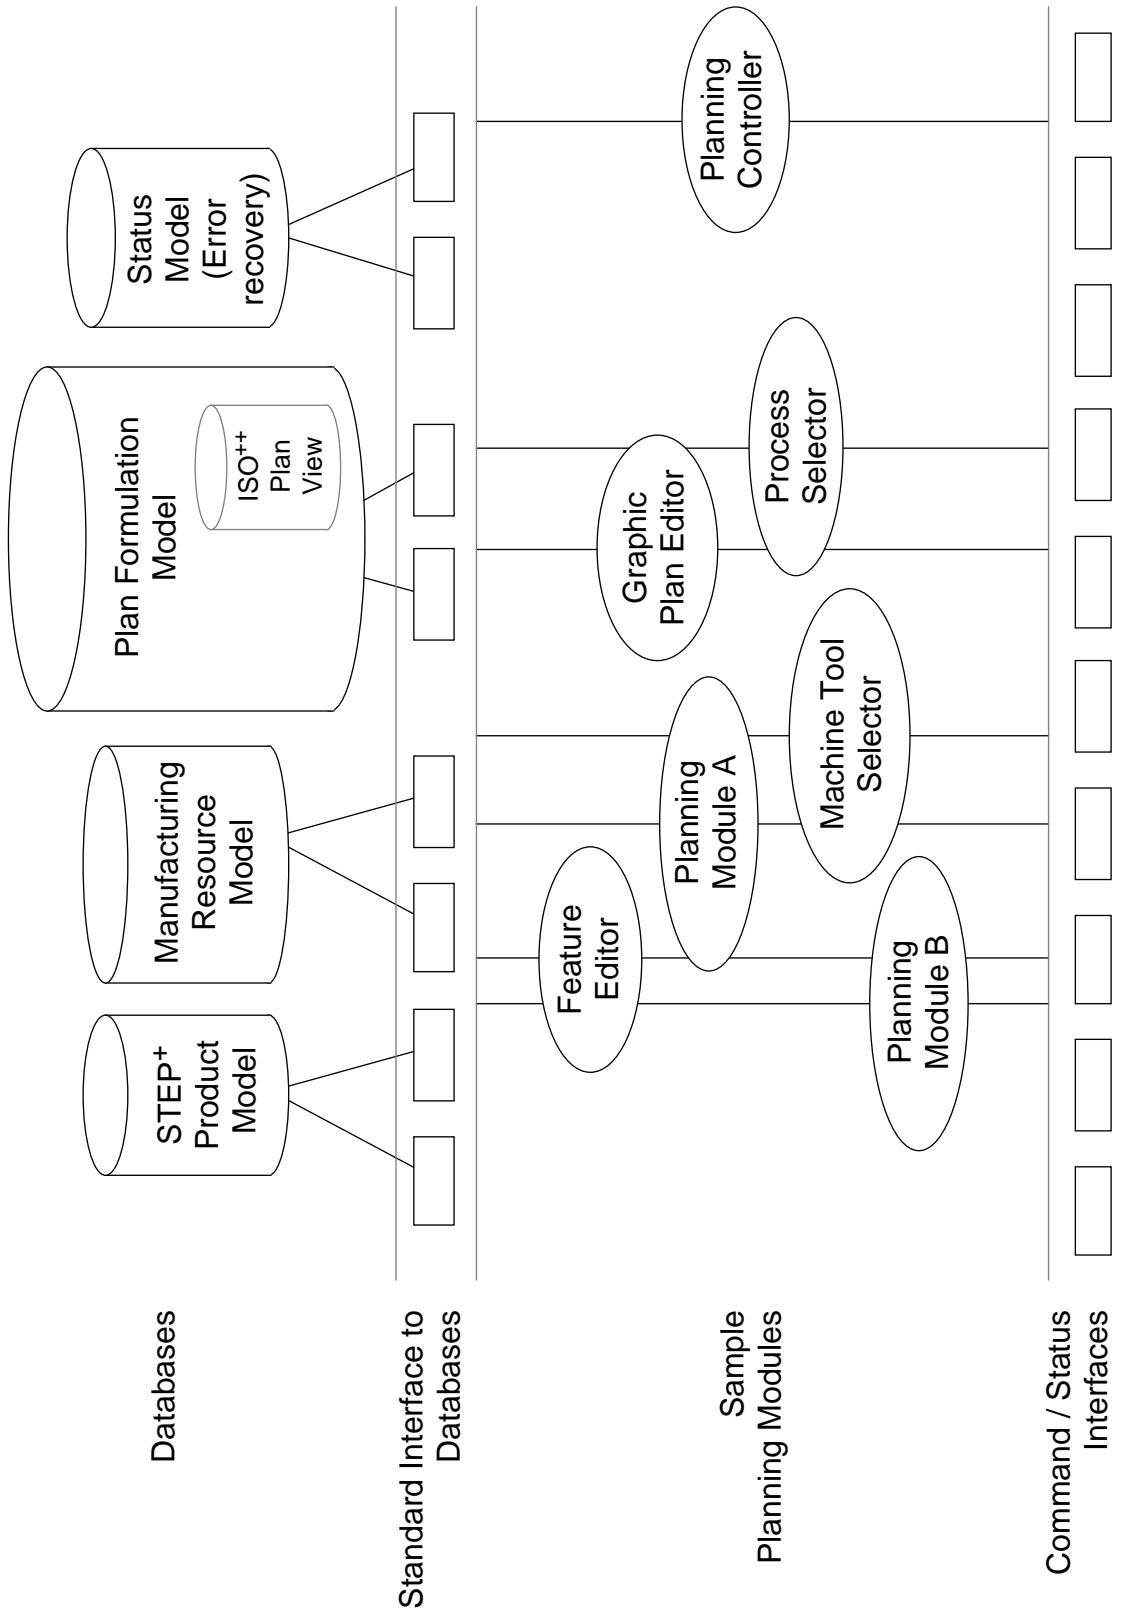 Databases
STEP+
Product
Model
Manufacturing
Resource
Model
Plan Formulation
Model
ISO++
Plan
View
Status
Model
(Error
recovery)
Standard Interface to
Databases
Sample
Planning Modules
Feature
Editor
Planning
Module B
Planning
Module A
Machine Tool
Selector
Graphic
Plan Editor
Process
Selector
Planning
Controller
Command / Status
Interfaces